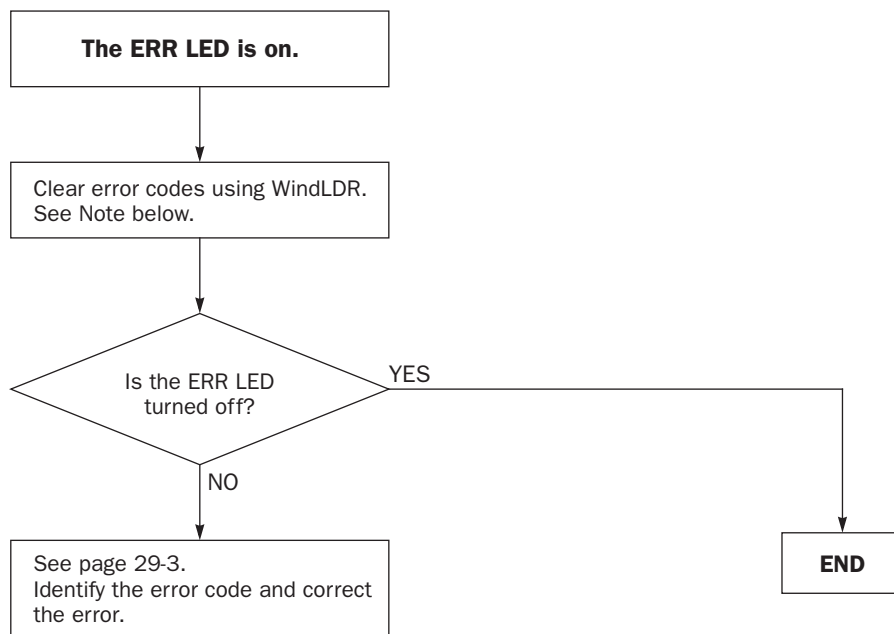 The ERR LED is on.
Clear error codes using WindLDR.
See Note below.
Is the ERR LED
turned off?
YES
NO
See page 29-3.
Identify the error code and correct
the error.
END